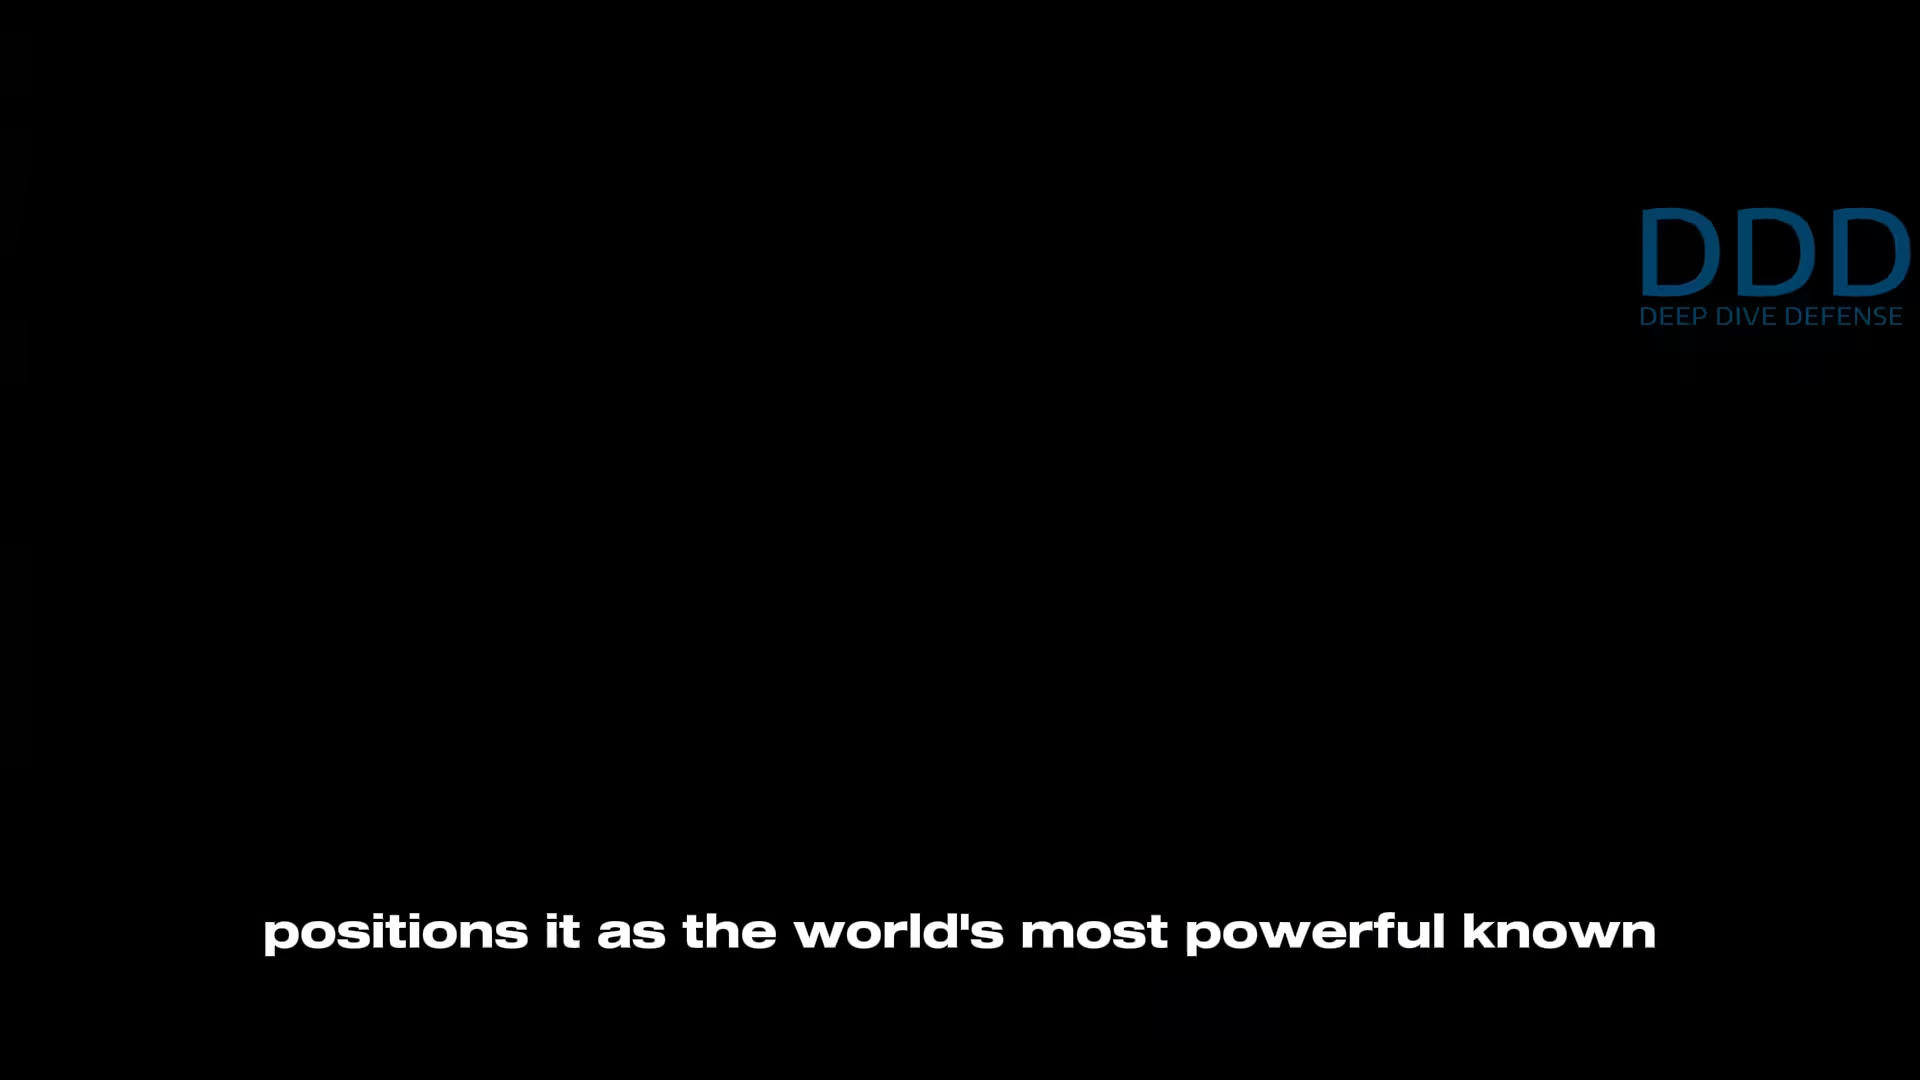 DDD
DEEP DIVE DEFENSE
positions it as the world's most powerful known